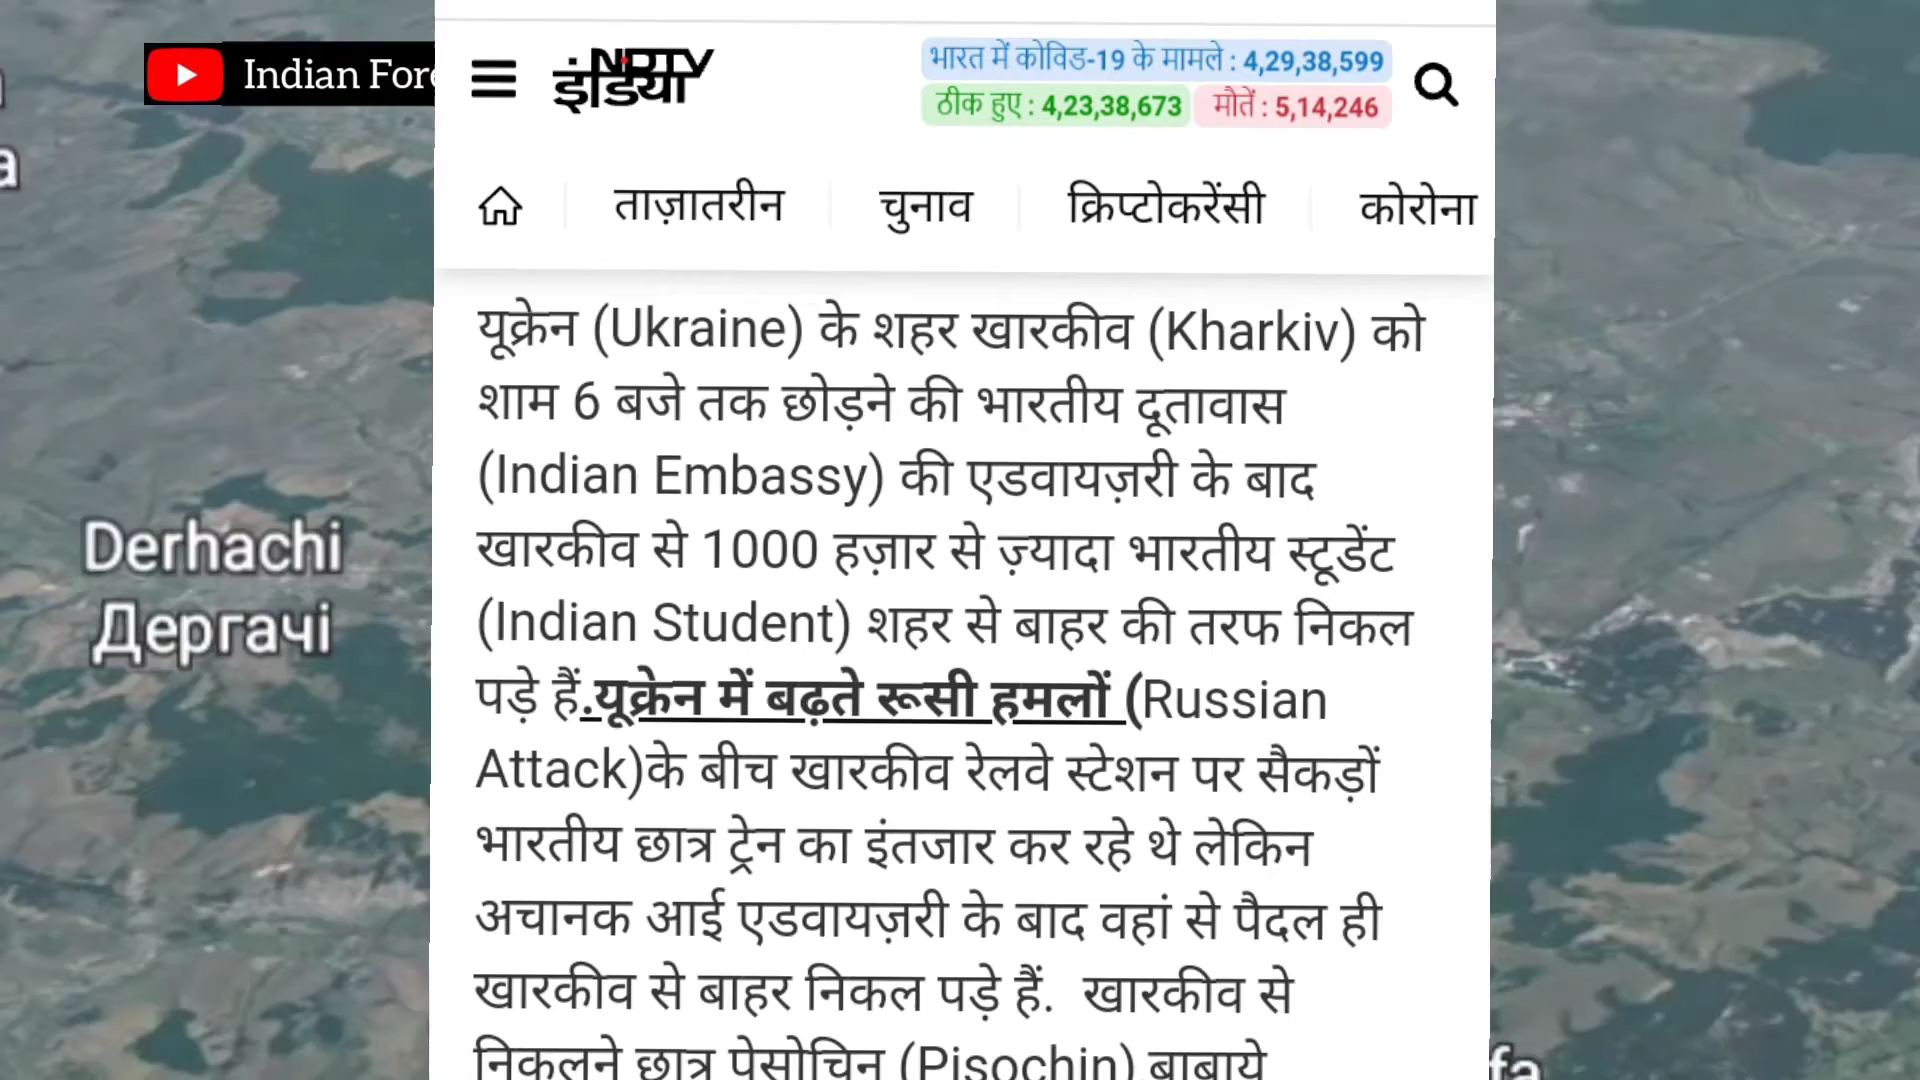 Indian Fore
NDTV
इंडिया
भारत में कोविड-19 के मामले : 4,29,38,599
ठीक हुए : 4,23,38,673 मौतें : 5,14,246
ताज़ातरीन चुनाव क्रिप्टोकरेंसी कोरोना
यूक्रेन (Ukraine) के शहर खारकीव (Kharkiv) को
शाम 6 बजे तक छोड़ने की भारतीय दूतावास
(Indian Embassy) की एडवायज़री के बाद
खारकीव से 1000 हज़ार से ज़्यादा भारतीय स्टूडेंट
(Indian Student) शहर से बाहर की तरफ निकल
पड़े हैं.यूक्रेन में बढ़ते रूसी हमलों (Russian
Attack)के बीच खारकीव रेलवे स्टेशन पर सैकड़ों
भारतीय छात्र ट्रेन का इंतजार कर रहे थे लेकिन
अचानक आई एडवायज़री के बाद वहां से पैदल ही
खारकीव से बाहर निकल पड़े हैं. खारकीव से
निकलने छात्र पेसोचिन (Pisochin),बाबाये
Derhachi
Дергачі